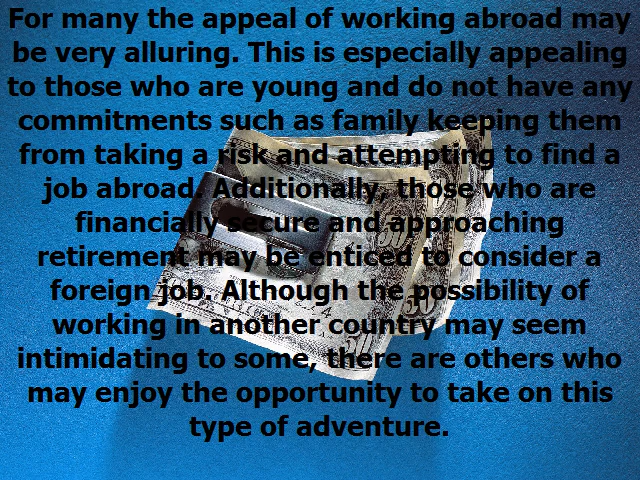 For many the appeal of working abroad may
be very alluring. This is especially appealing
to those who are young and do not have any
commitments such as family keeping them
from taking a risk and attempting to find a
job abroad. Additionally, those who are
financially secure and approaching
retirement may be enticed to consider a
foreign job. Although the possibility of
working in another country may seem
intimidating to some, there are others who
may enjoy the opportunity to take on this
type of adventure.
50
50
50